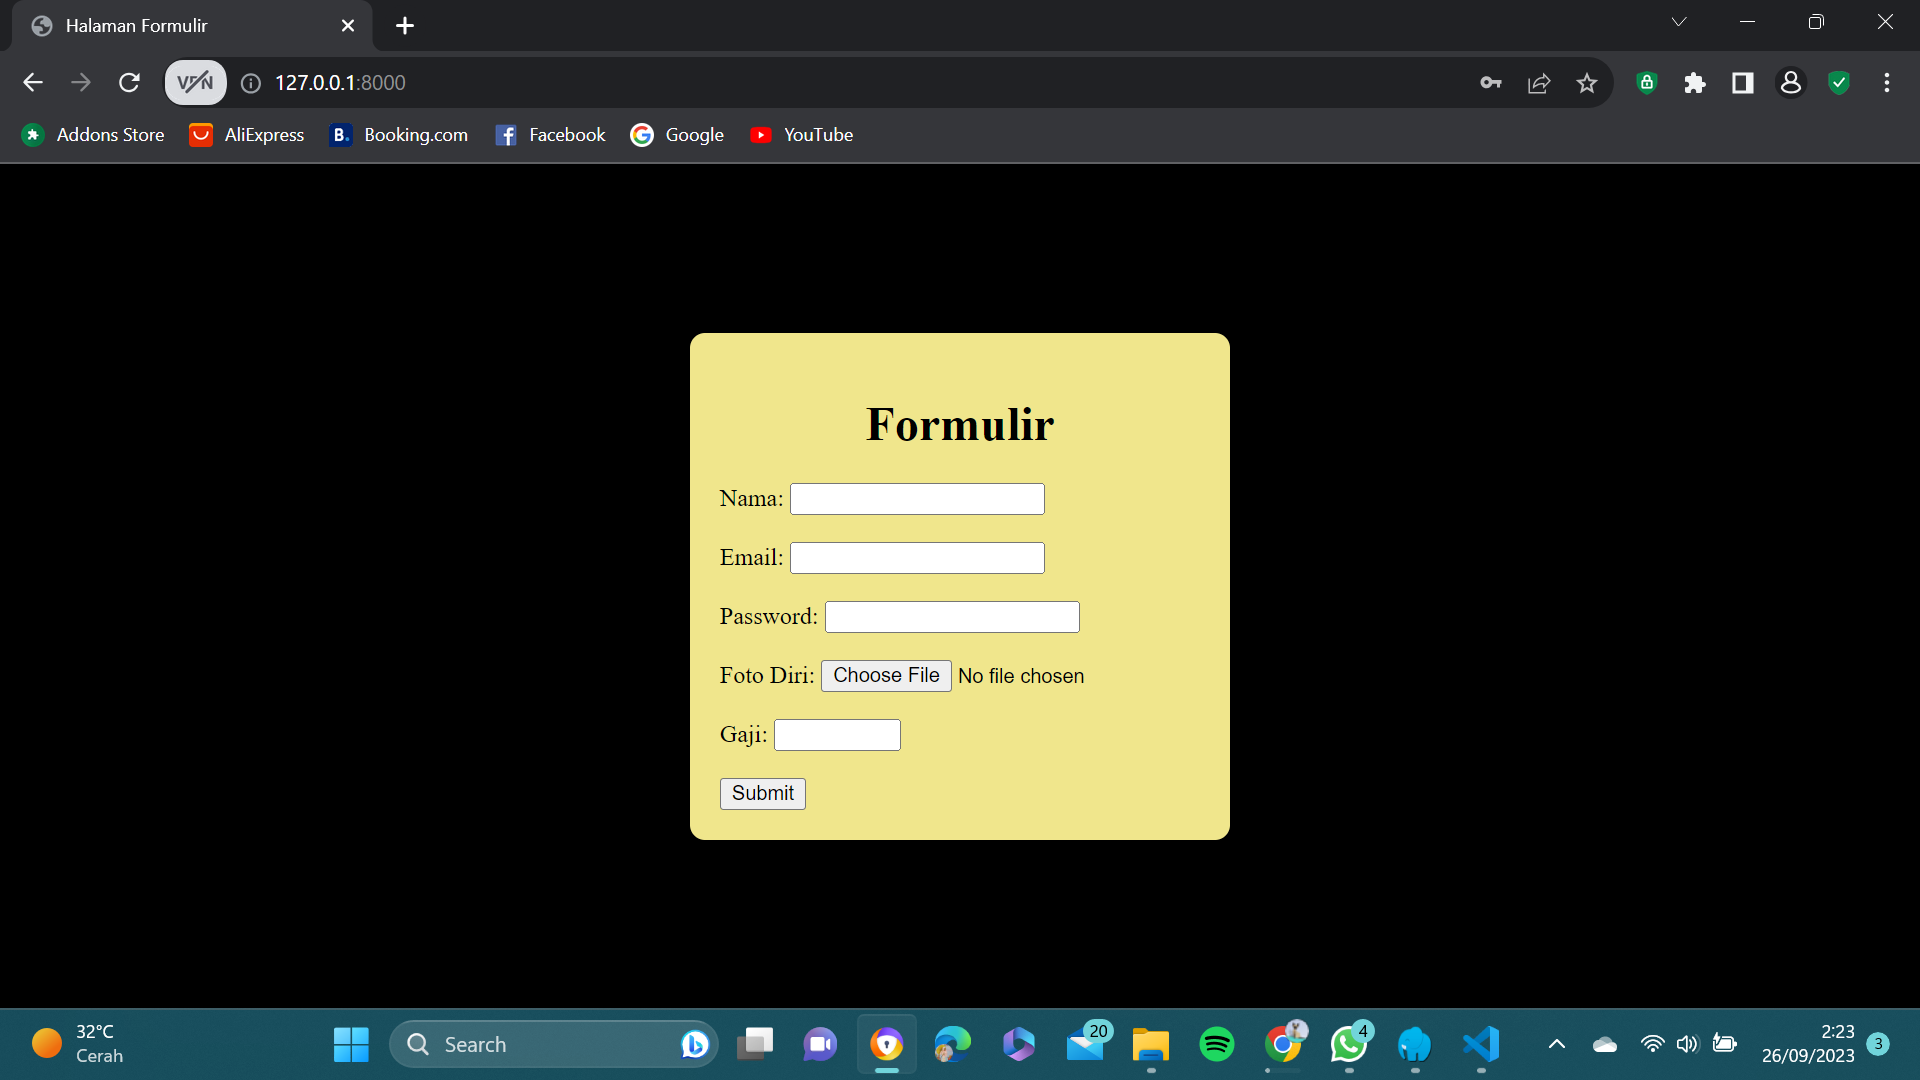 Halaman Formulir
VPN 127.0.0.1:8000
Addons Store AliExpress B. Booking.com Facebook Google YouTube
Formulir
Nama:
Email:
Password:
Foto Diri: Choose File No file chosen
Gaji:
Submit
32°C
Cerah
Search
20
4
2:23
26/09/2023
3